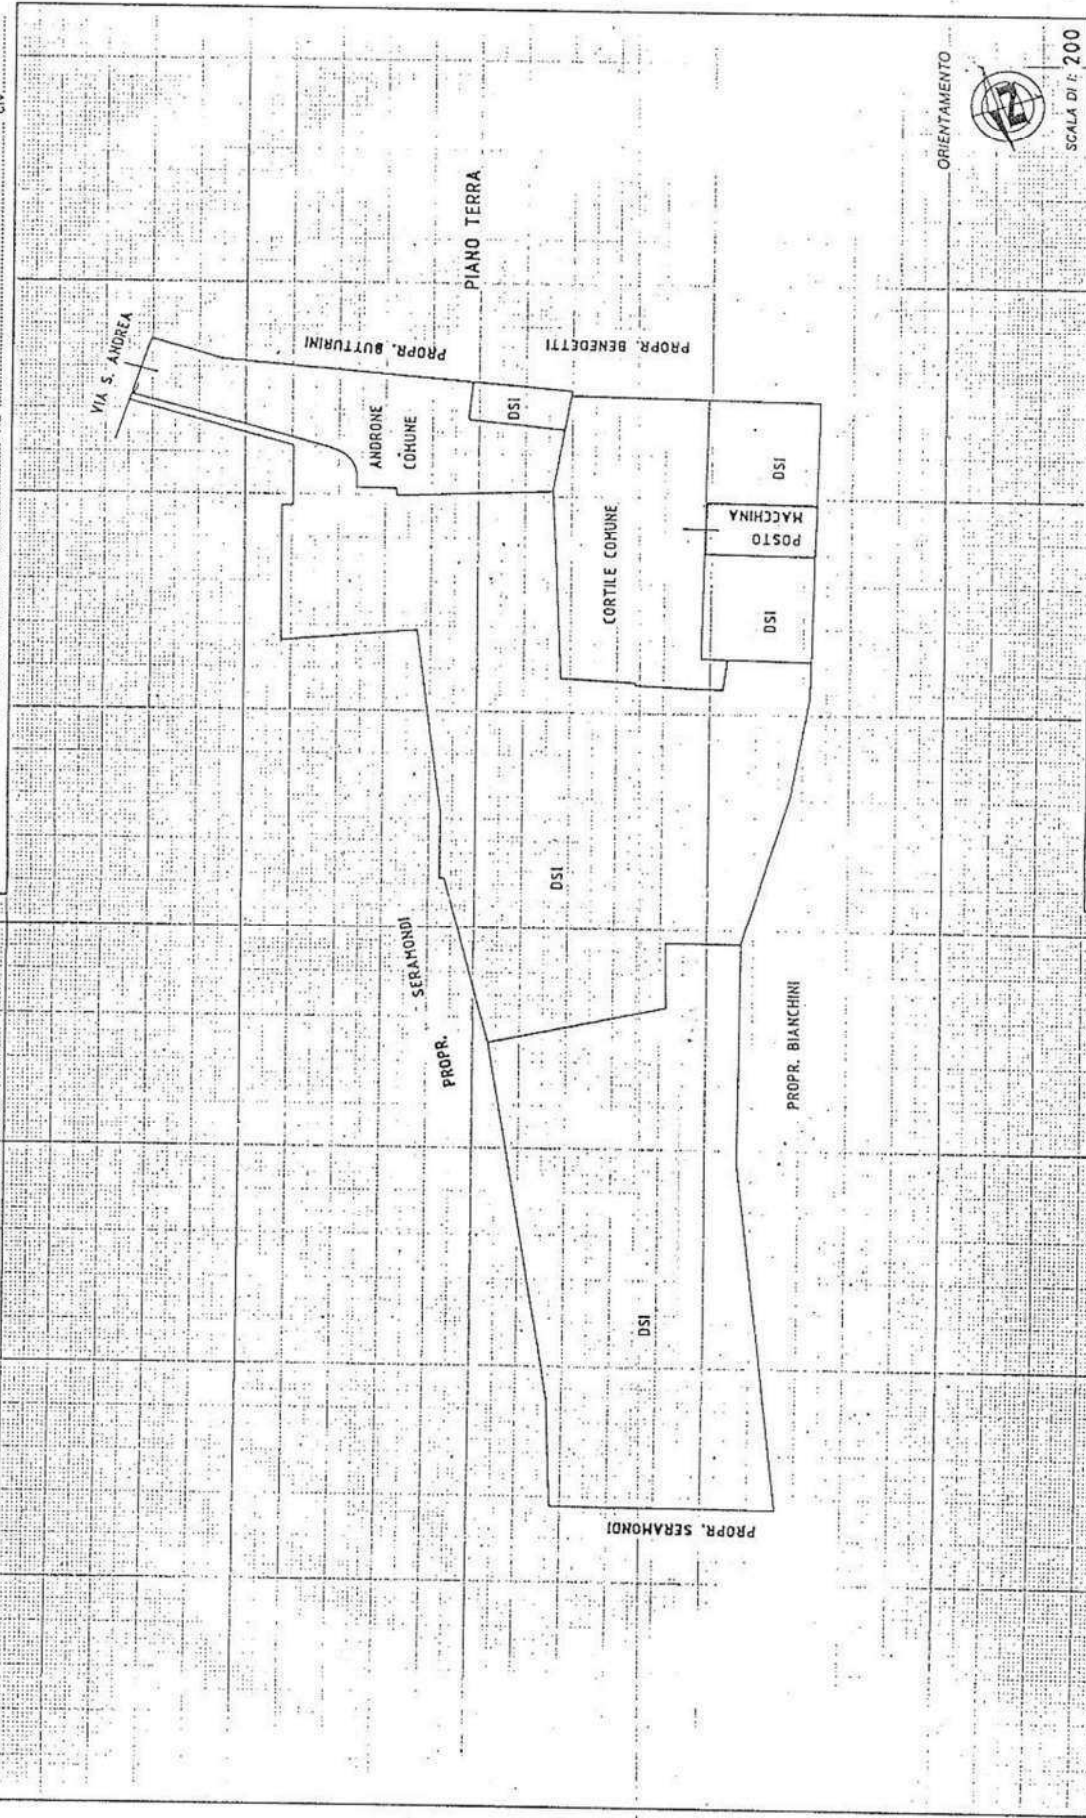 VIA S. ANDREA
PROPR. BUTTURINI
PIANO TERRA
PROPR. BENEDETTI
ORIENTAMENTO
SCALA DI 1: 200
ANDRONE
COMUNE
DSI
CORTILE COMUNE
DSI
POSTO
MACCHINA
DSI
PROPR.
SERAMONDI
DSI
PROPR. BIANCHINI
DSI
PROPR. SERAMONDI